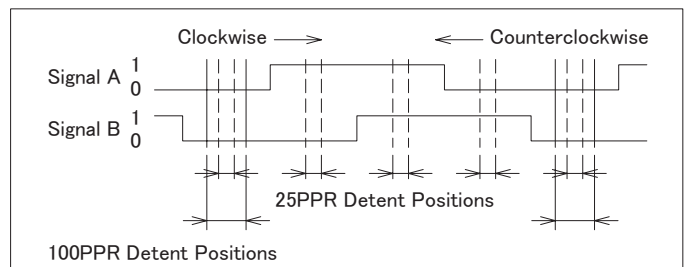 Clockwise Counterclockwise
Signal A 1
0
Signal B 1
0
25PPR Detent Positions
100PPR Detent Positions